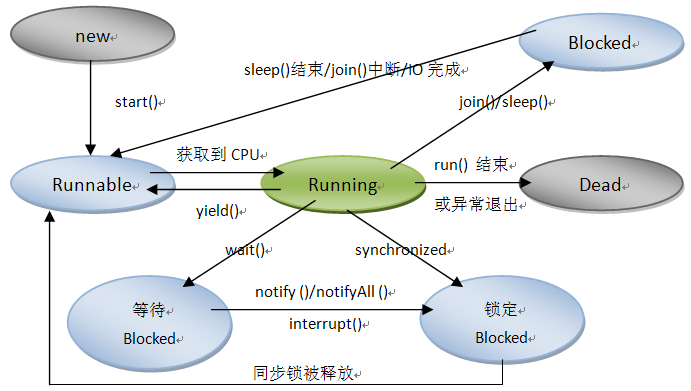 new
Blocked
sleep()结束/join()中断/IO 完成
start()
join()/sleep()
获取到 CPU
run() 结束
Runnable
Running
Dead
yield()
或异常退出
wait()
synchronized
等待
Blocked
notify ()/notifyAll ()
interrupt()
锁定
Blocked
同步锁被释放